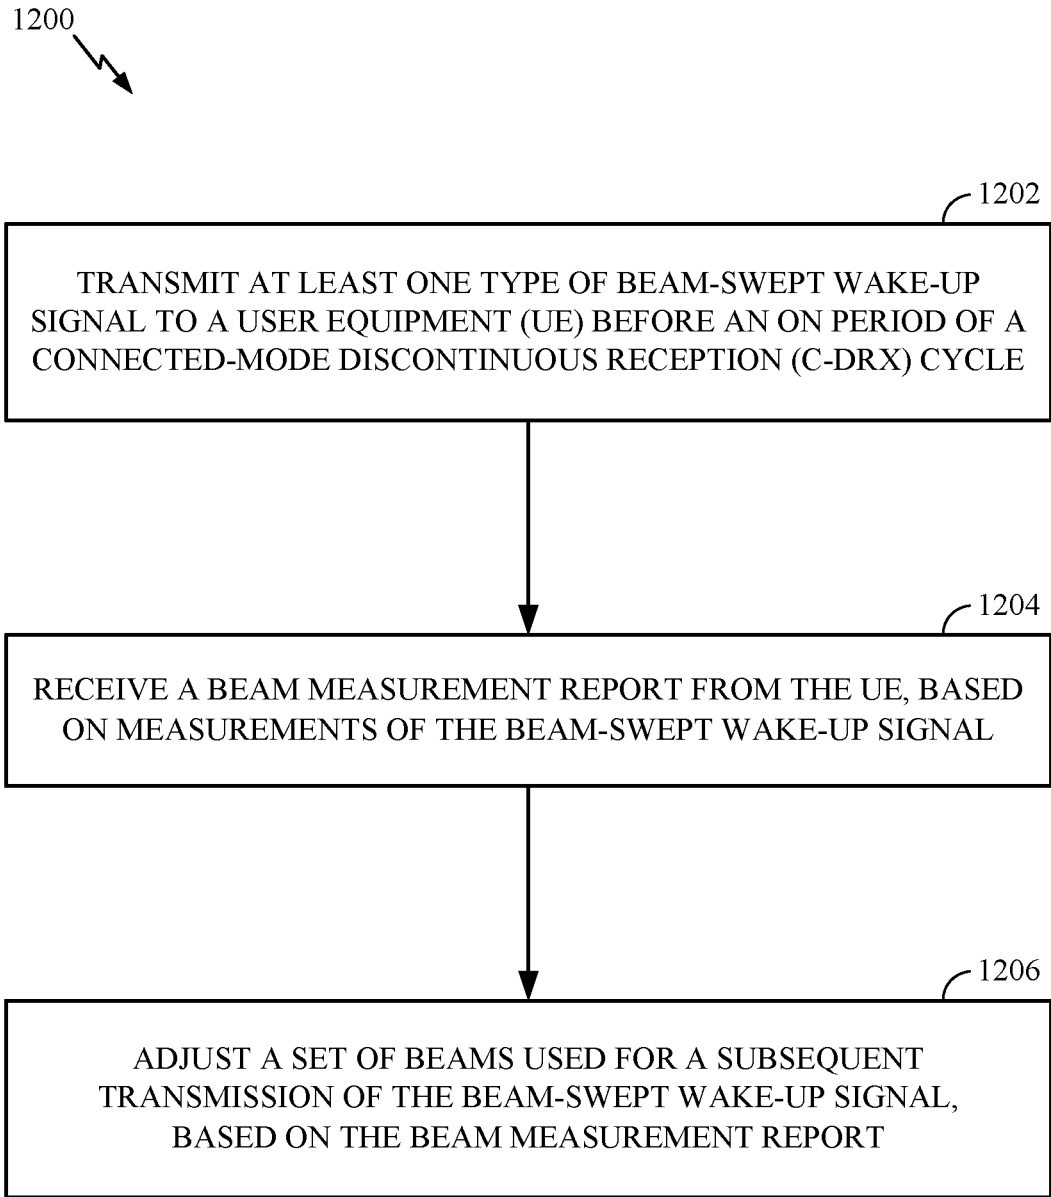 1200
1202
TRANSMIT AT LEAST ONE TYPE OF BEAM-SWEPT WAKE-UP
SIGNAL TO A USER EQUIPMENT (UE) BEFORE AN ON PERIOD OF A
CONNECTED-MODE DISCONTINUOUS RECEPTION (C-DRX) CYCLE
1204
RECEIVE A BEAM MEASUREMENT REPORT FROM THE UE, BASED
ON MEASUREMENTS OF THE BEAM-SWEPT WAKE-UP SIGNAL
1206
ADJUST A SET OF BEAMS USED FOR A SUBSEQUENT
TRANSMISSION OF THE BEAM-SWEPT WAKE-UP SIGNAL,
BASED ON THE BEAM MEASUREMENT REPORT